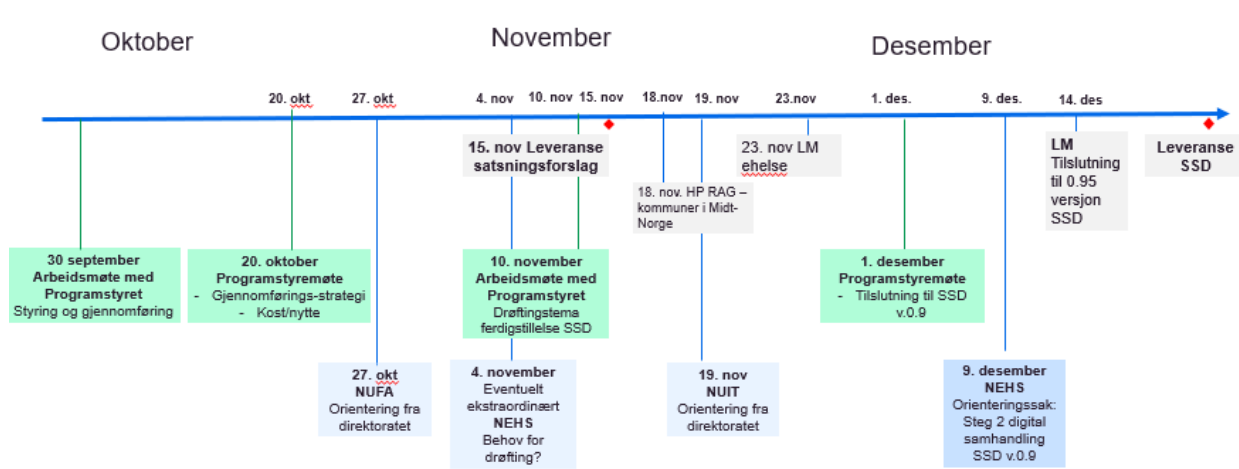 Oktober
November
Desember
20. okt
27. okt
4. nov
10. nov
15. nov
18.nov
19. nov
23.nov
1. des.
9. des.
14. des
15. nov Leveranse
satsningsforslag
23. nov LM
ehelse
LM
Tilslutning
til 0.95
versjon
SSD
Leveranse
SSD
18. nov. HP RAG –
kommuner i Midt-
Norge
30 september
Arbeidsmøte med
Programstyret
Styring og gjennomføring
20. oktober
Programstyremøte
- Gjennomførings-strategi
- Kost/nytte
10. november
Arbeidsmøte med
Programstyret
Drøftingstema
ferdigstillelse SSD
1. desember
Programstyremøte
- Tilslutning til SSD
v.0.9
27. okt
NUFA
Orientering fra
direktoratet
4. november
Eventuelt
ekstraordinært
NEHS
Behov for
drøfting?
19. nov
NUIT
Orientering fra
direktoratet
9. desember
NEHS
Orienteringssak:
Steg 2 digital
samhandling
SSD v.0.9